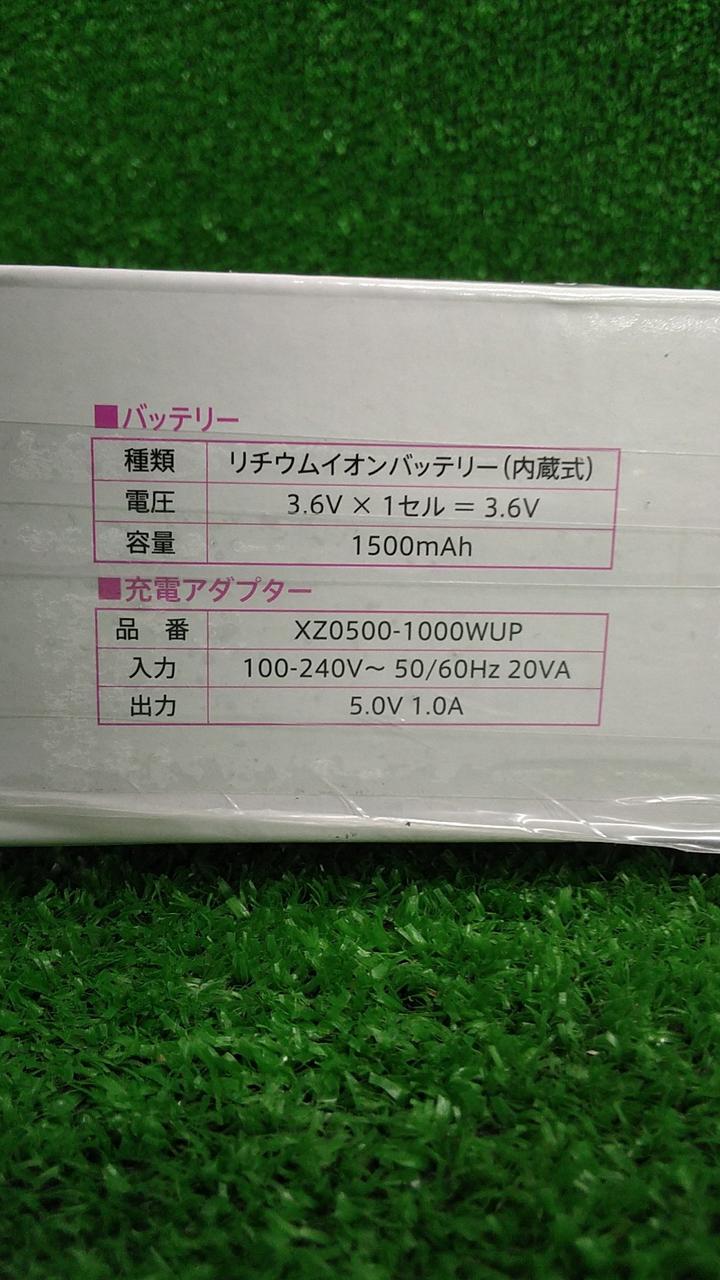 ■バッテリー
種類 リチウムイオンバッテリー(内蔵式)
電圧 3.6V × 1セル = 3.6V
容量 1500mAh
■充電アダプター
品 番 XZ0500-1000WUP
入力 100-240V～ 50/60Hz 20VA
出力 5.0V 1.0A